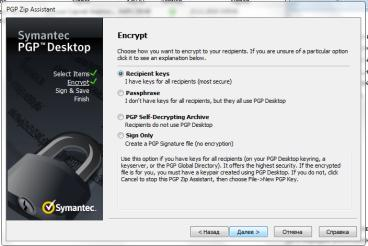 PGP Zip Assistant
Symantec
PGP™Desktop
Select Items
Encrypt
Sign & Save
Finish
Symantec.
Encrypt
Choose how you want to encrypt to your recipients. If you are unsure of a particular option
click it to see an explanation below.
Recipient keys
I have keys for all recipients (most secure)
Passphrase
I don't have keys for all recipients, but they all use PGP Desktop
PGP Self-Decrypting Archive
Recipients do not use PGP Desktop
Sign Only
Create a PGP Signature file (no encryption)
Use this option if you have keys for all recipients (on your PGP Desktop keyring, a
keyserver, or the PGP Global Directory). It offers the highest security. If the encrypted
file is for you, you must have a keypair created using PGP Desktop. If you do not, click
Cancel to stop this PGP Zip Assistant, then choose File->New PGP Key.
< Назад
Далее >
Отмена
Справка